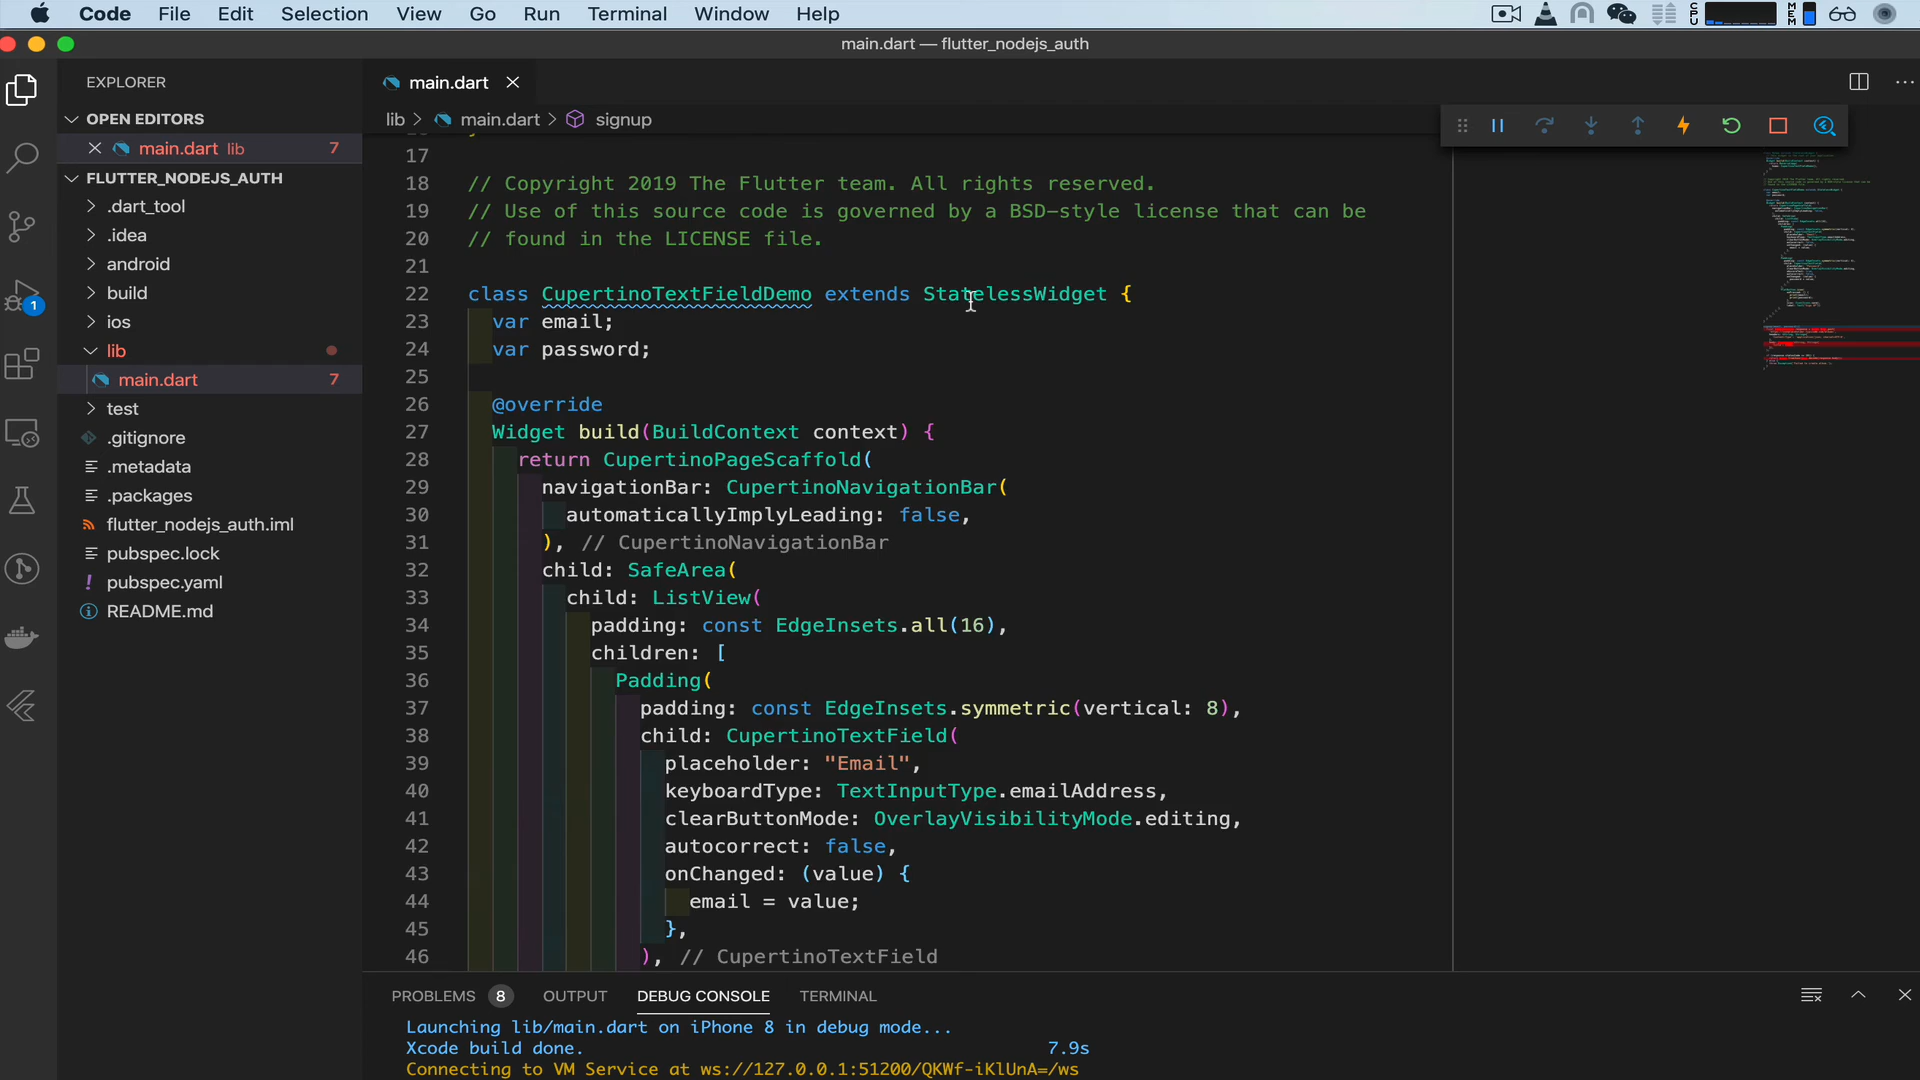 Code File Edit Selection View Go Run Terminal Window Help CPU MEM
main.dart — flutter_nodejs_auth
EXPLORER
OPEN EDITORS
main.dart lib 7
FLUTTER_NODEJS_AUTH
.dart_tool
.idea
android
build
ios
lib
main.dart 7
test
.gitignore
.metadata
.packages
flutter_nodejs_auth.iml
pubspec.lock
! pubspec.yaml
README.md
1
main.dart
lib > main.dart > signup
17
18 // Copyright 2019 The Flutter team. All rights reserved.
19 // Use of this source code is governed by a BSD-style license that can be
20 // found in the LICENSE file.
21
22 class CupertinoTextFieldDemo extends StatelessWidget {
23 var email;
24 var password;
25
26 @override
27 Widget build(BuildContext context) {
28 return CupertinoPageScaffold(
29 navigationBar: CupertinoNavigationBar(
30 automaticallyImplyLeading: false,
31 ), // CupertinoNavigationBar
32 child: SafeArea(
33 child: ListView(
34 padding: const EdgeInsets.all(16),
35 children: [
36 Padding(
37 padding: const EdgeInsets.symmetric(vertical: 8),
38 child: CupertinoTextField(
39 placeholder: "Email",
40 keyboardType: TextInputType.emailAddress,
41 clearButtonMode: OverlayVisibilityMode.editing,
42 autocorrect: false,
43 onChanged: (value) {
44 email = value;
45 },
46 ), // CupertinoTextField
PROBLEMS 8 OUTPUT DEBUG CONSOLE TERMINAL
Launching lib/main.dart on iPhone 8 in debug mode...
Xcode build done. 7.9s
Connecting to VM Service at ws://127.0.0.1:51200/QKWf-iKlUnA=/ws